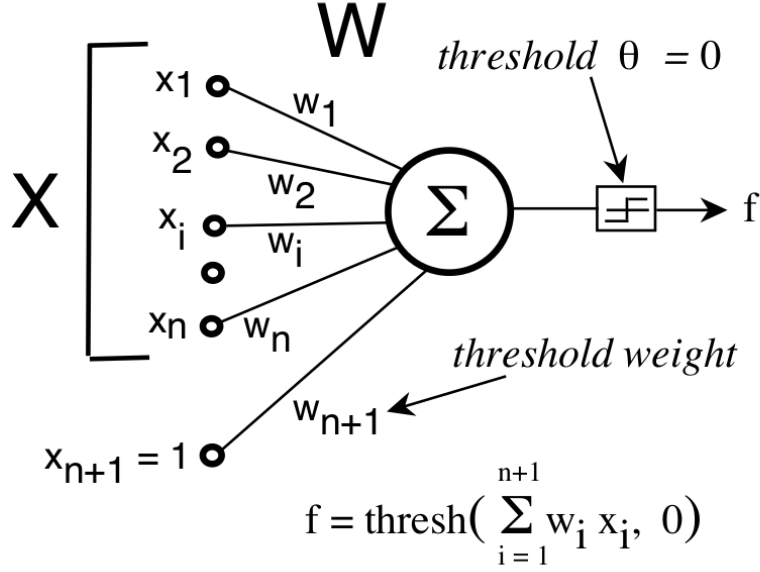 W
threshold θ = 0
x1
w1
x2
w2
X
Σ
f
xi
wi
xn
wn
threshold weight
wn+1
xn+1 = 1
n+1
f = thresh( Σ wi xi, 0)
i = 1